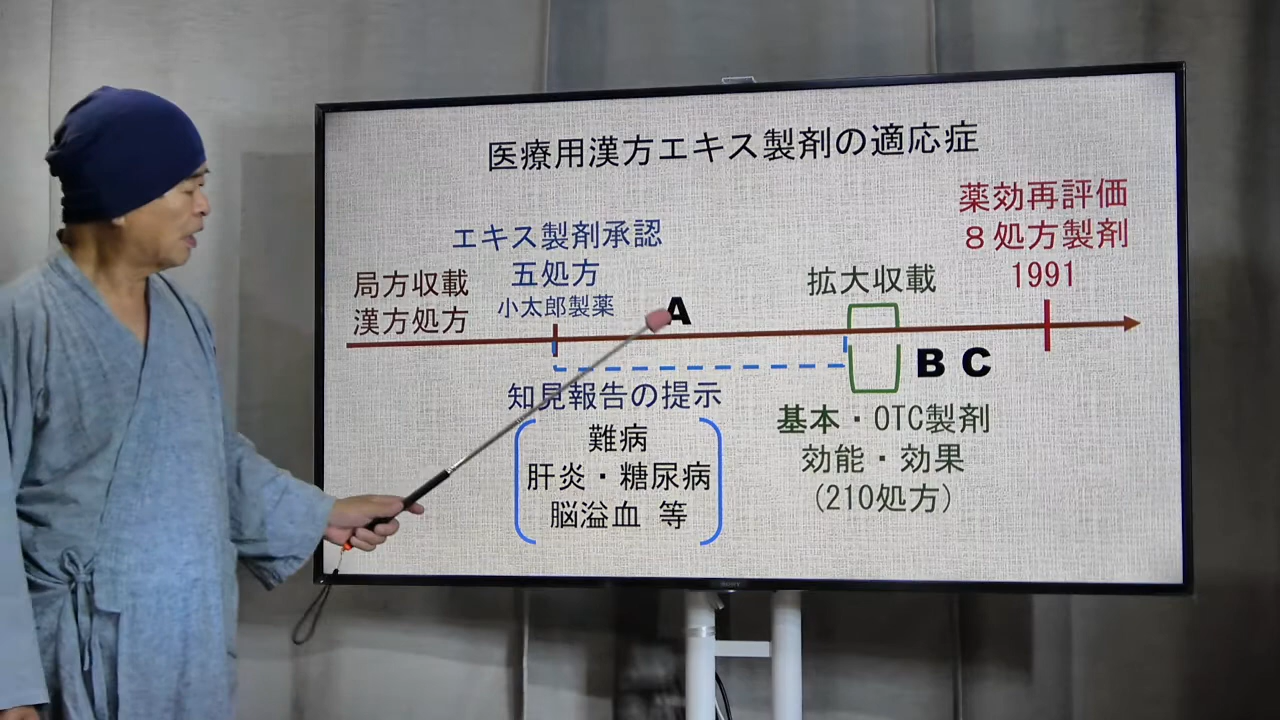 医療用漢方エキス製剤の適応症
局方収載
漢方処方
エキス製剤承認
五処方
小太郎製薬
A
拡大収載
薬効再評価
８処方製剤
1991
B C
知見報告の提示
難病
肝炎・糖尿病
脳溢血 等
基本・OTC製剤
効能・効果
(210処方)
SONY